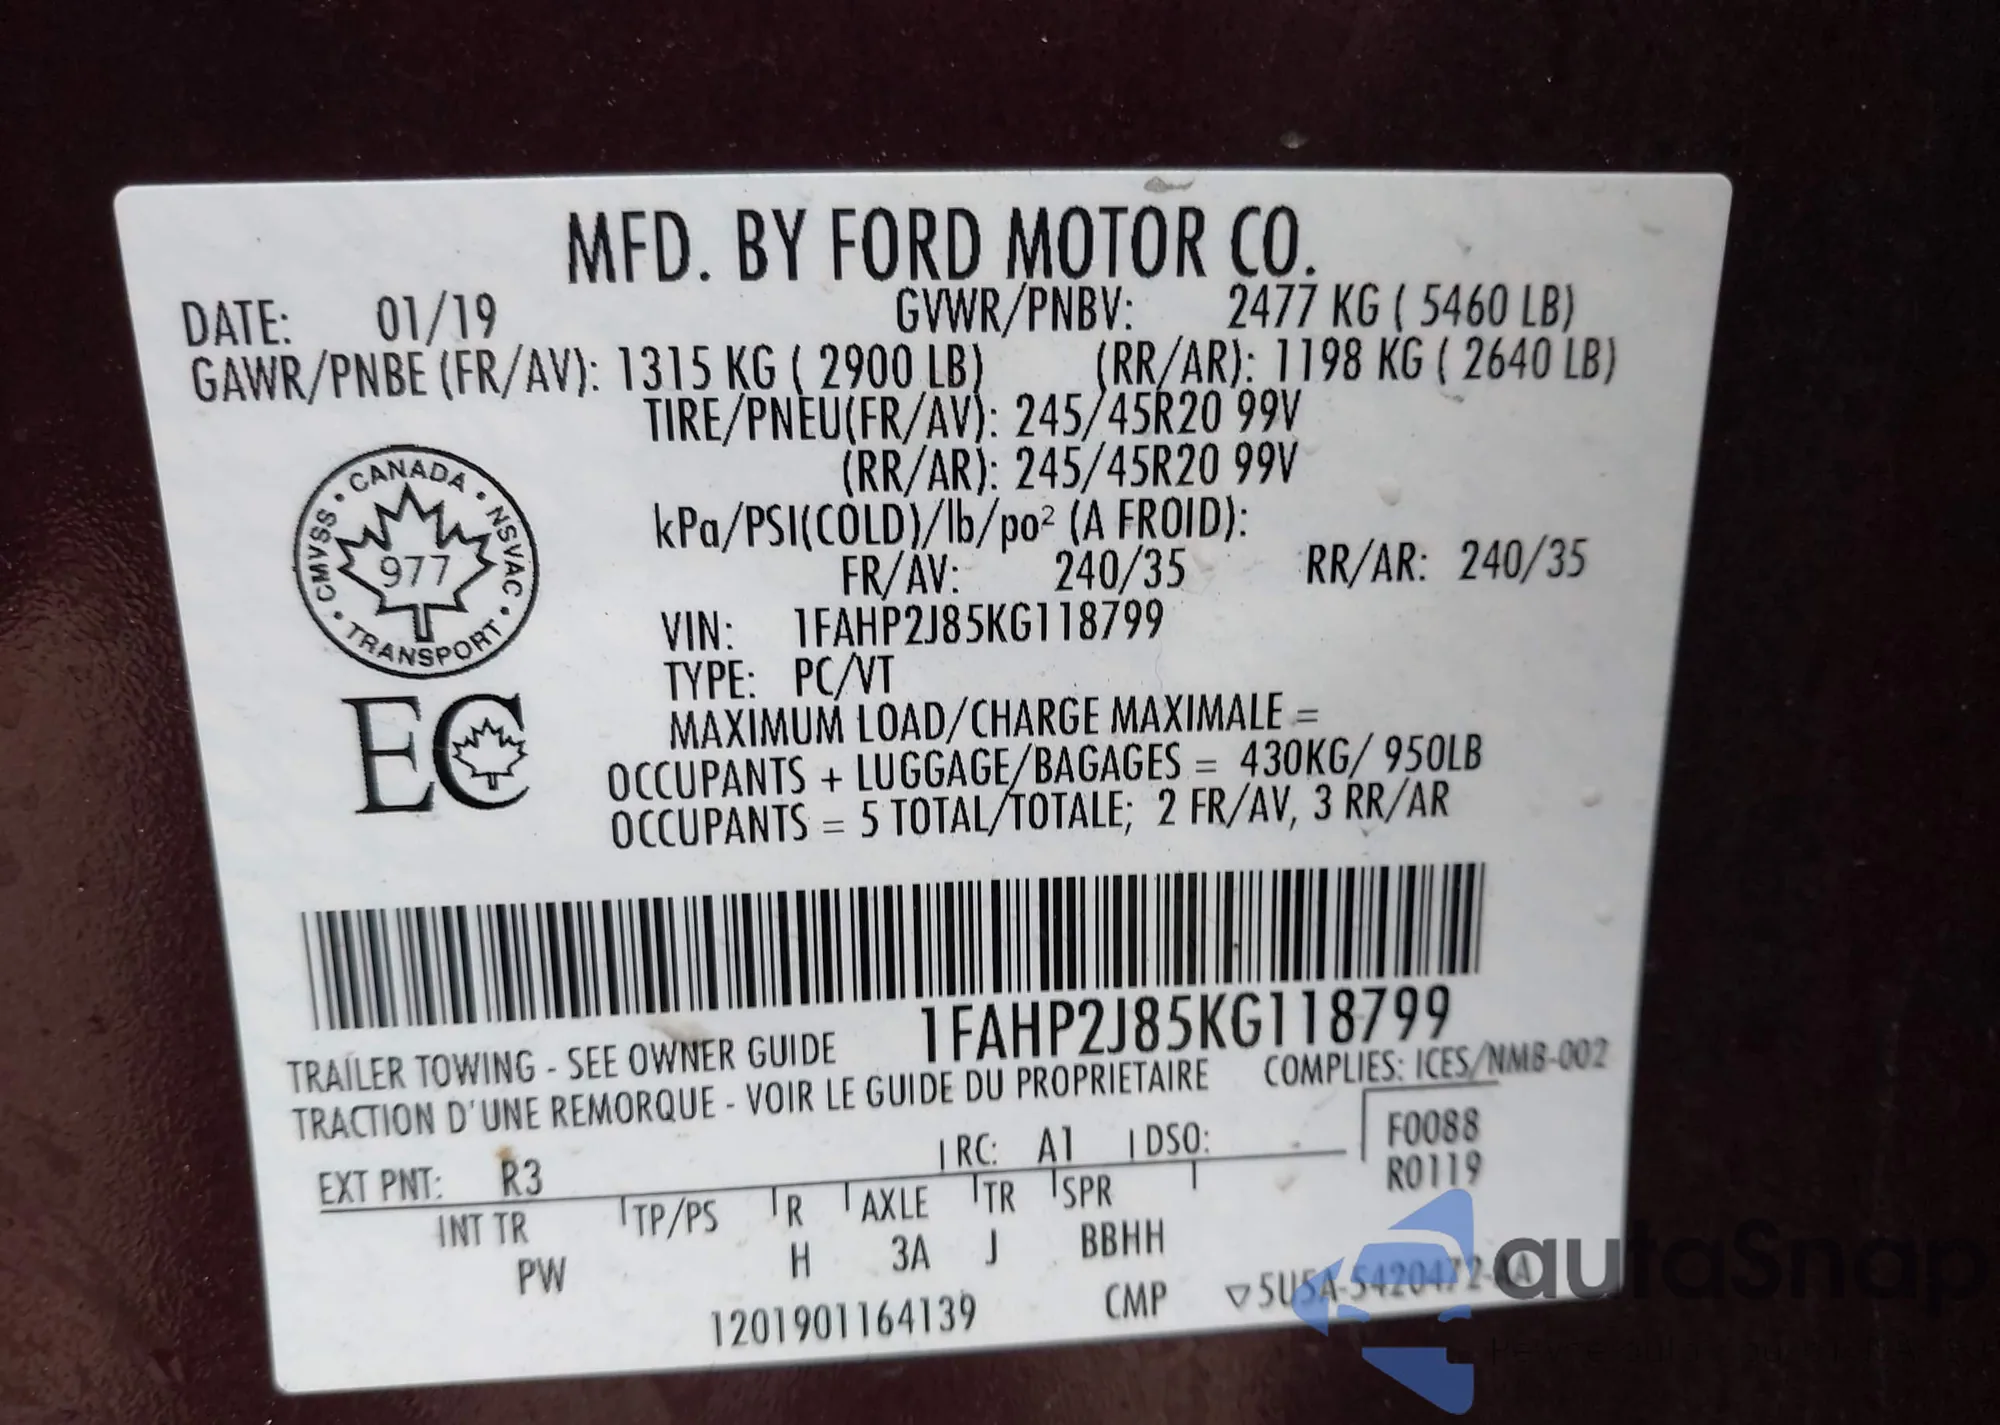 MFD. BY FORD MOTOR CO.
DATE: 01/19 GVWR/PNBV: 2477 KG ( 5460 LB)
GAWR/PNBE (FR/AV): 1315 KG ( 2900 LB) (RR/AR): 1198 KG ( 2640 LB)
TIRE/PNEU(FR/AV): 245/45R20 99V
(RR/AR): 245/45R20 99V
kPa/PSI(COLD)/lb/po² (A FROID):
FR/AV: 240/35 RR/AR: 240/35
VIN: 1FAHP2J85KG118799
TYPE: PC/VT
MAXIMUM LOAD/CHARGE MAXIMALE =
OCCUPANTS + LUGGAGE/BAGAGES = 430KG/ 950LB
OCCUPANTS = 5 TOTAL/TOTALE; 2 FR/AV, 3 RR/AR
CANADA • NSVAC • TRANSPORT • CMVSS •
977
EC
1FAHP2J85KG118799
TRAILER TOWING - SEE OWNER GUIDE
TRACTION D'UNE REMORQUE - VOIR LE GUIDE DU PROPRIETAIRE COMPLIES: ICES/NMB-002
EXT PNT: R3 RC: A1 DSO: F0088
R0119
INT TR TP/PS R AXLE TR SPR
PW H 3A J BBHH
1201901164139 CMP ▽5U5A-5420472-AA
autoSnap